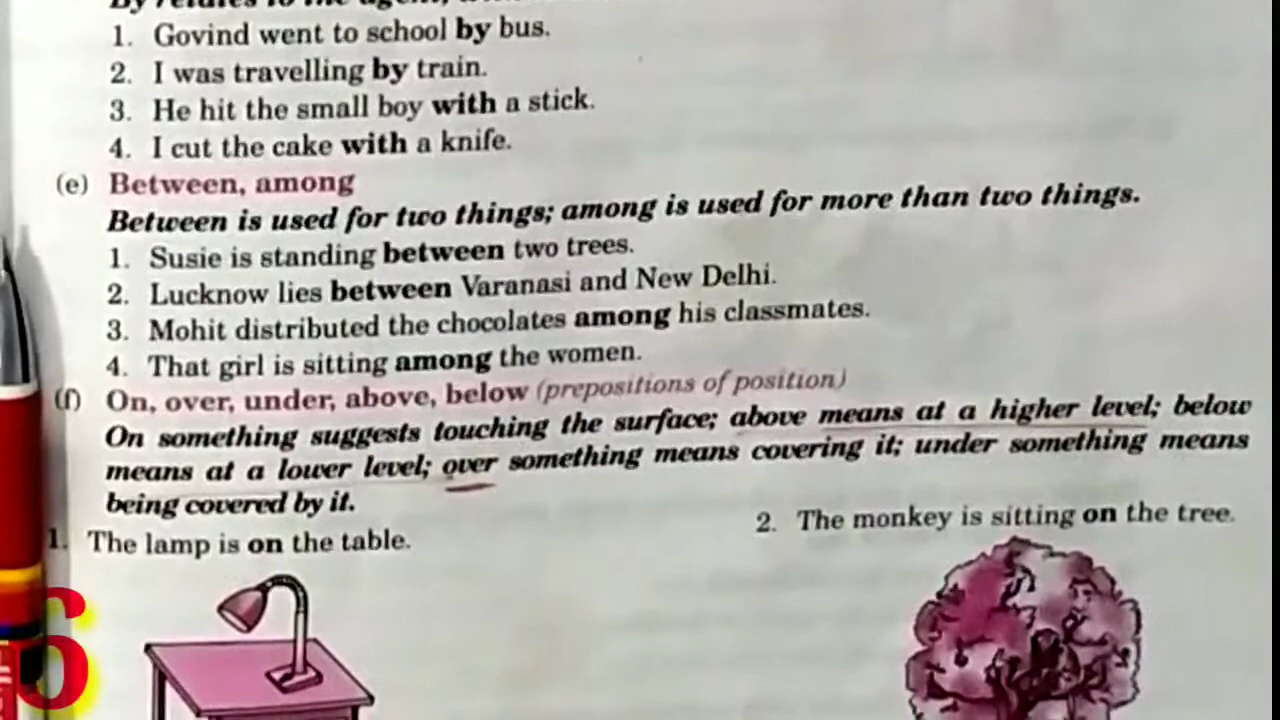 By relates to the agent,
1. Govind went to school by bus.
2. I was travelling by train.
3. He hit the small boy with a stick.
4. I cut the cake with a knife.
(e) Between, among
Between is used for two things; among is used for more than two things.
1. Susie is standing between two trees.
2. Lucknow lies between Varanasi and New Delhi.
3. Mohit distributed the chocolates among his classmates.
4. That girl is sitting among the women.
(f) On, over, under, above, below (prepositions of position)
On something suggests touching the surface; above means at a higher level; below
means at a lower level; over something means covering it; under something means
being covered by it.
1. The lamp is on the table.
2. The monkey is sitting on the tree.
6